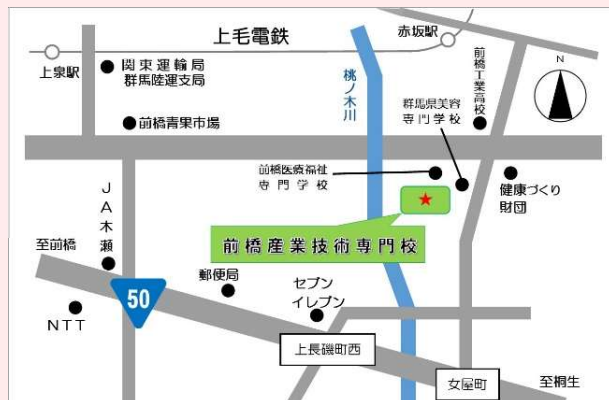 上毛電鉄
赤坂駅
上泉駅
関東運輸局
群馬陸運支局
前橋青果市場
桃ノ木川
前橋工業高校
群馬県美容
専門学校
N
前橋医療福祉
専門学校
健康づくり
財団
JA木瀬
至前橋
前橋産業技術専門校
50
郵便局
セブン
イレブン
NTT
上長磯町西
女屋町
至桐生